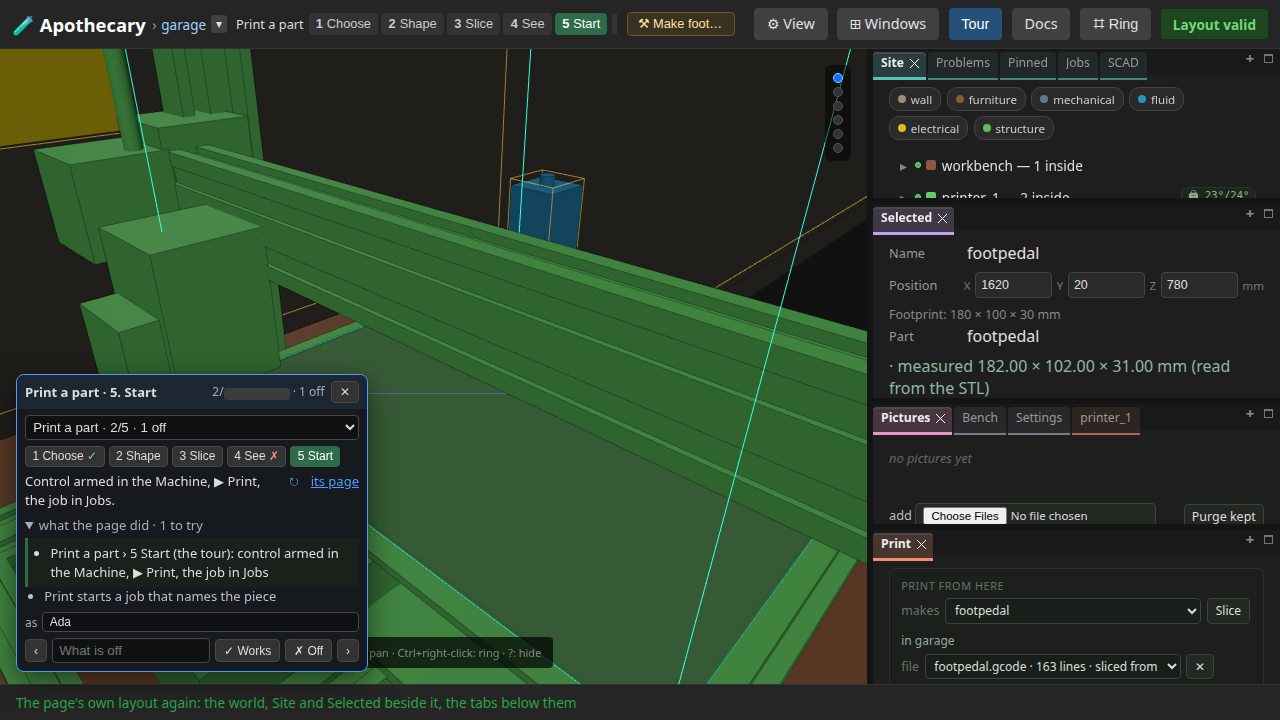 🧪 Apothecary › garage ▾ Print a part 1 Choose 2 Shape 3 Slice 4 See 5 Start ⚒ Make foot… ⚙ View ⊞ Windows Tour Docs ⌗ Ring Layout valid
Site Problems Pinned Jobs SCAD
wall furniture mechanical fluid
electrical structure
▸ workbench — 1 inside
Selected
Name footpedal
Position X 1620 Y 20 Z 780 mm
Footprint: 180 × 100 × 30 mm
Part footpedal
· measured 182.00 × 102.00 × 31.00 mm (read
from the STL)
Pictures Bench Settings printer_1
no pictures yet
add Choose Files No file chosen Purge kept
Print
PRINT FROM HERE
makes footpedal Slice
in garage
file footpedal.gcode · 163 lines · sliced from ✕
Print a part · 5. Start 2/ · 1 off ✕
Print a part · 2/5 · 1 off
1 Choose ✓ 2 Shape 3 Slice 4 See ✗ 5 Start
Control armed in the Machine, ▶ Print, ↻ its page
the job in Jobs.
▼ what the page did · 1 to try
• Print a part › 5 Start (the tour): control armed in
the Machine, ▶ Print, the job in Jobs
• Print starts a job that names the piece
as Ada
‹ What is off ✓ Works ✗ Off ›
pan · Ctrl+right-click: ring · ?: hide
The page's own layout again: the world, Site and Selected beside it, the tabs below them